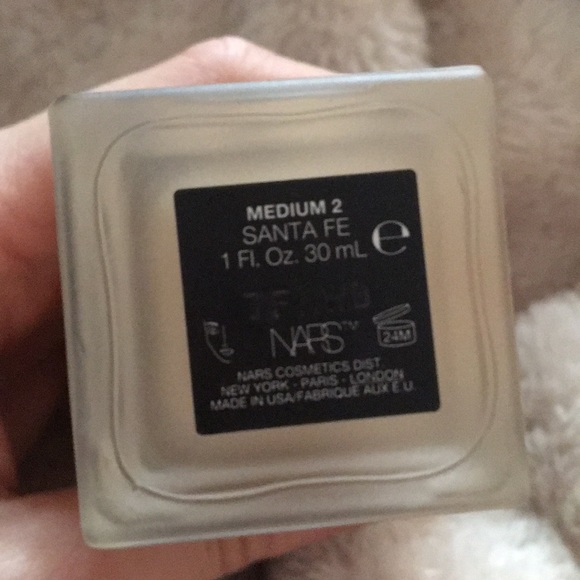 MEDIUM 2
SANTA FE
1 Fl. Oz. 30 mL ℮
NARS™
24M
NARS COSMETICS DIST.
NEW YORK - PARIS - LONDON
MADE IN USA/FABRIQUÉ AUX É.U.